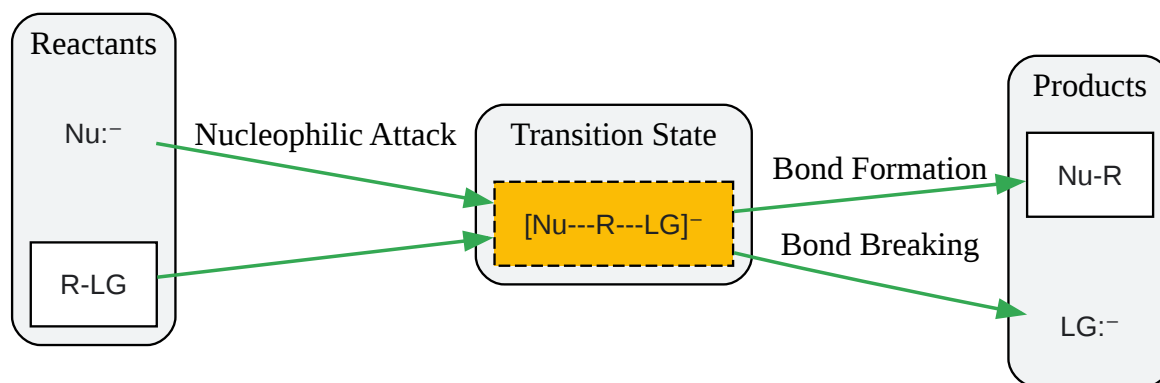 Reactants
Nu:⁻
R-LG
Nucleophilic Attack
Transition State
[Nu---R---LG]⁻
Bond Formation
Bond Breaking
Products
Nu-R
LG:⁻